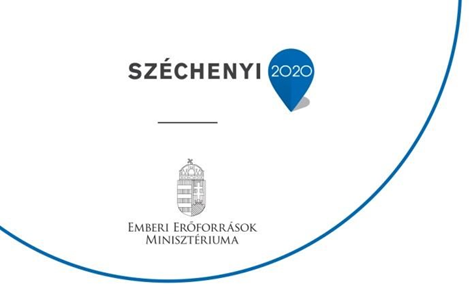 SZÉCHENYI 2020
EMBERI ERŐFORRÁSOK
MINISZTÉRIUMA